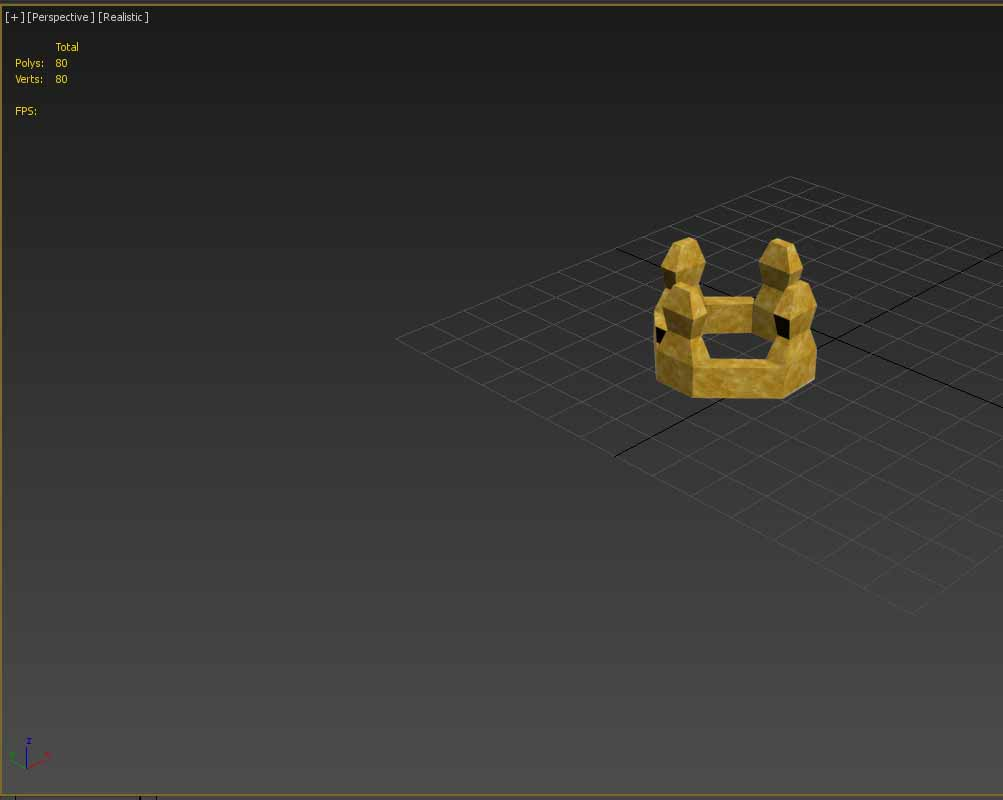 [+] [Perspective] [Realistic]
Total
Polys: 80
Verts: 80
FPS:
z